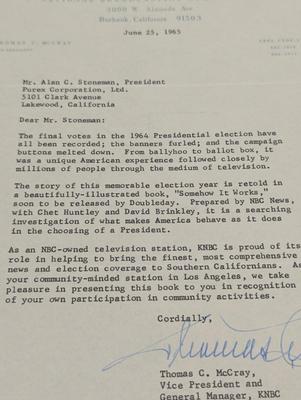 3000 W. Alameda Ave.
Burbank, California 91503
June 25, 1965
THOMAS C. McCRAY
Mr. Alan C. Stoneman, President
Purex Corporation, Ltd.
5101 Clark Avenue
Lakewood, California
Dear Mr. Stoneman:
The final votes in the 1964 Presidential election have
all been recorded; the banners furled; and the campaign
buttons melted down. From ballyhoo to ballot box, it
was a unique American experience followed closely by
millions of people through the medium of television.
The story of this memorable election year is retold in
a beautifully-illustrated book, "Somehow It Works,"
soon to be released by Doubleday. Prepared by NBC News,
with Chet Huntley and David Brinkley, it is a searching
investigation of what makes America behave as it does
in the choosing of a President.
As an NBC-owned television station, KNBC is proud of its
role in helping to bring the finest, most comprehensive
news and election coverage to Southern Californians. As
your community-minded station in Los Angeles, we take
pleasure in presenting this book to you in recognition
of your own participation in community activities.
Cordially,
Thomas C. McCray,
Vice President and
General Manager, KNBC